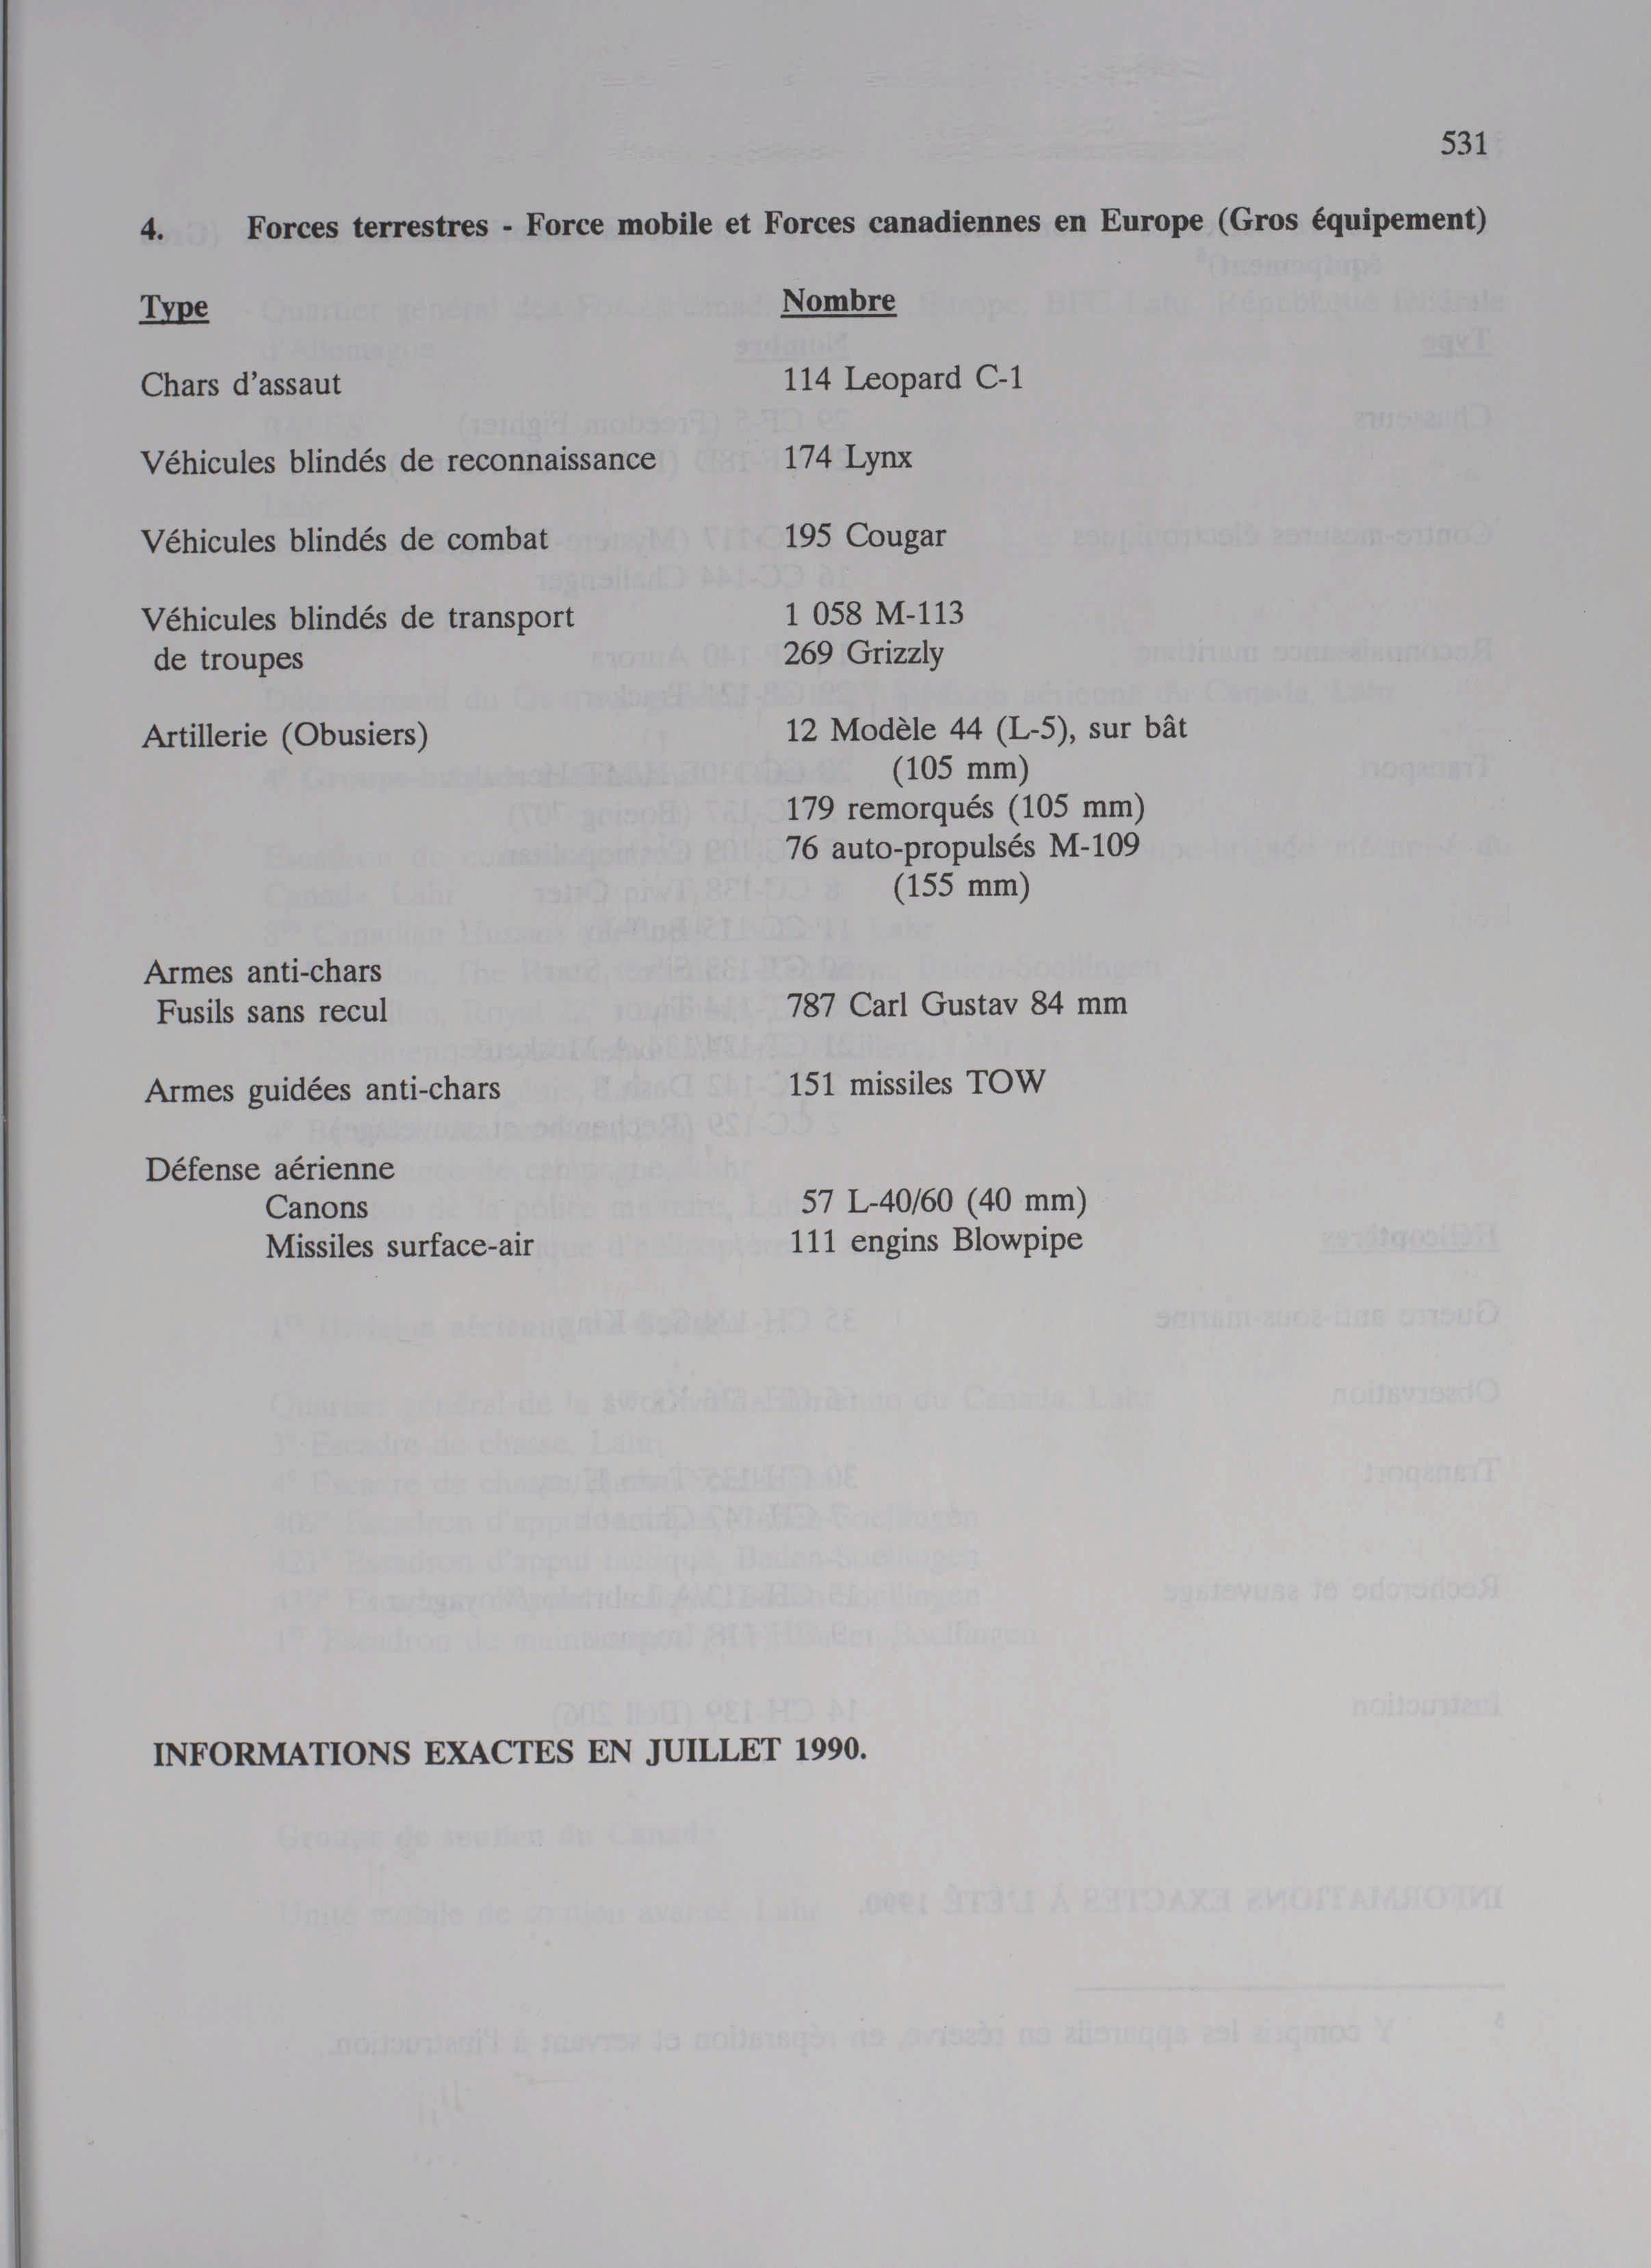 531
4. Forces terrestres - Force mobile et Forces canadiennes en Europe (Gros équipement)
Type Nombre
Chars d'assaut 114 Leopard C-1
Véhicules blindés de reconnaissance 174 Lynx
Véhicules blindés de combat 195 Cougar
Véhicules blindés de transport 1 058 M-113
de troupes 269 Grizzly
Artillerie (Obusiers) 12 Modèle 44 (L-5), sur bât
(105 mm)
179 remorqués (105 mm)
76 auto-propulsés M-109
(155 mm)
Armes anti-chars
Fusils sans recul 787 Carl Gustav 84 mm
Armes guidées anti-chars 151 missiles TOW
Défense aérienne
Canons 57 L-40/60 (40 mm)
Missiles surface-air 111 engins Blowpipe
INFORMATIONS EXACTES EN JUILLET 1990.